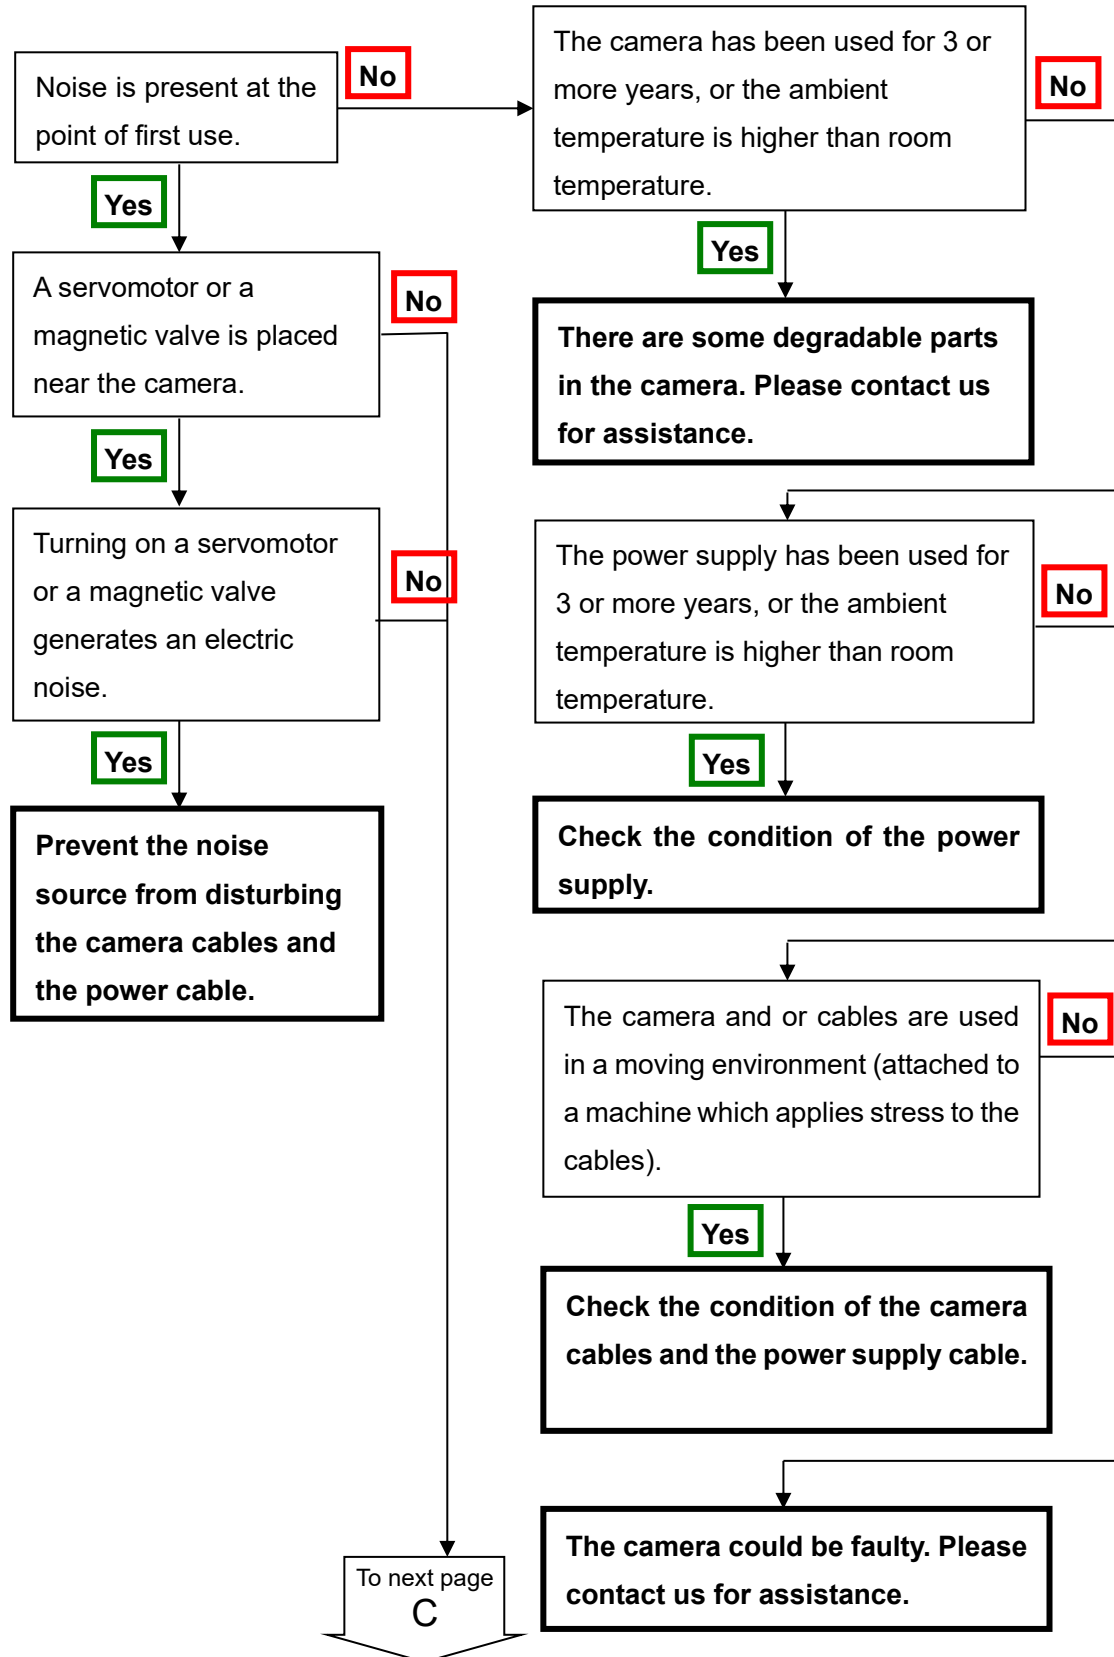 Noise is present at the
point of first use.
No
Yes
A servomotor or a
magnetic valve is placed
near the camera.
No
Yes
Turning on a servomotor
or a magnetic valve
generates an electric
noise.
No
Yes
Prevent the noise
source from disturbing
the camera cables and
the power cable.
To next page
C
The camera has been used for 3 or
more years, or the ambient
temperature is higher than room
temperature.
No
Yes
There are some degradable parts
in the camera. Please contact us
for assistance.
The power supply has been used for
3 or more years, or the ambient
temperature is higher than room
temperature.
No
Yes
Check the condition of the power
supply.
The camera and or cables are used
in a moving environment (attached to
a machine which applies stress to the
cables).
No
Yes
Check the condition of the camera
cables and the power supply cable.
The camera could be faulty. Please
contact us for assistance.